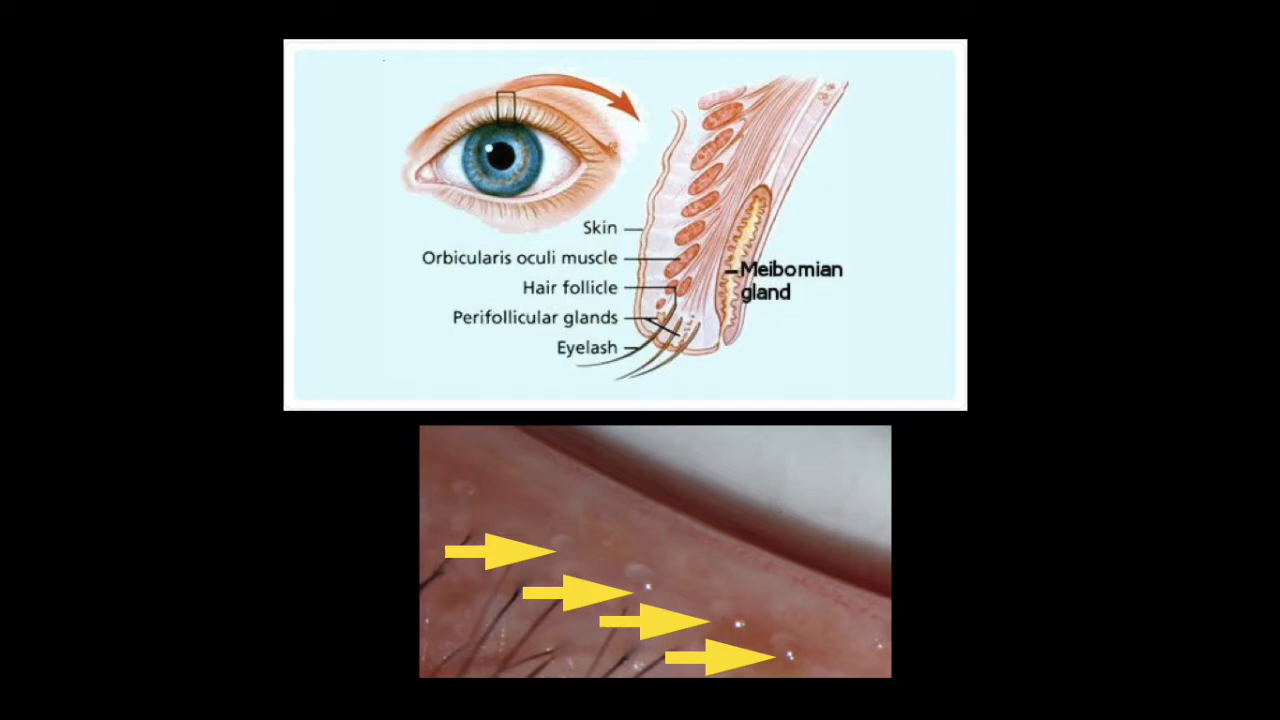 Skin
Orbicularis oculi muscle
Hair follicle
Perifollicular glands
Eyelash
Meibomian
gland